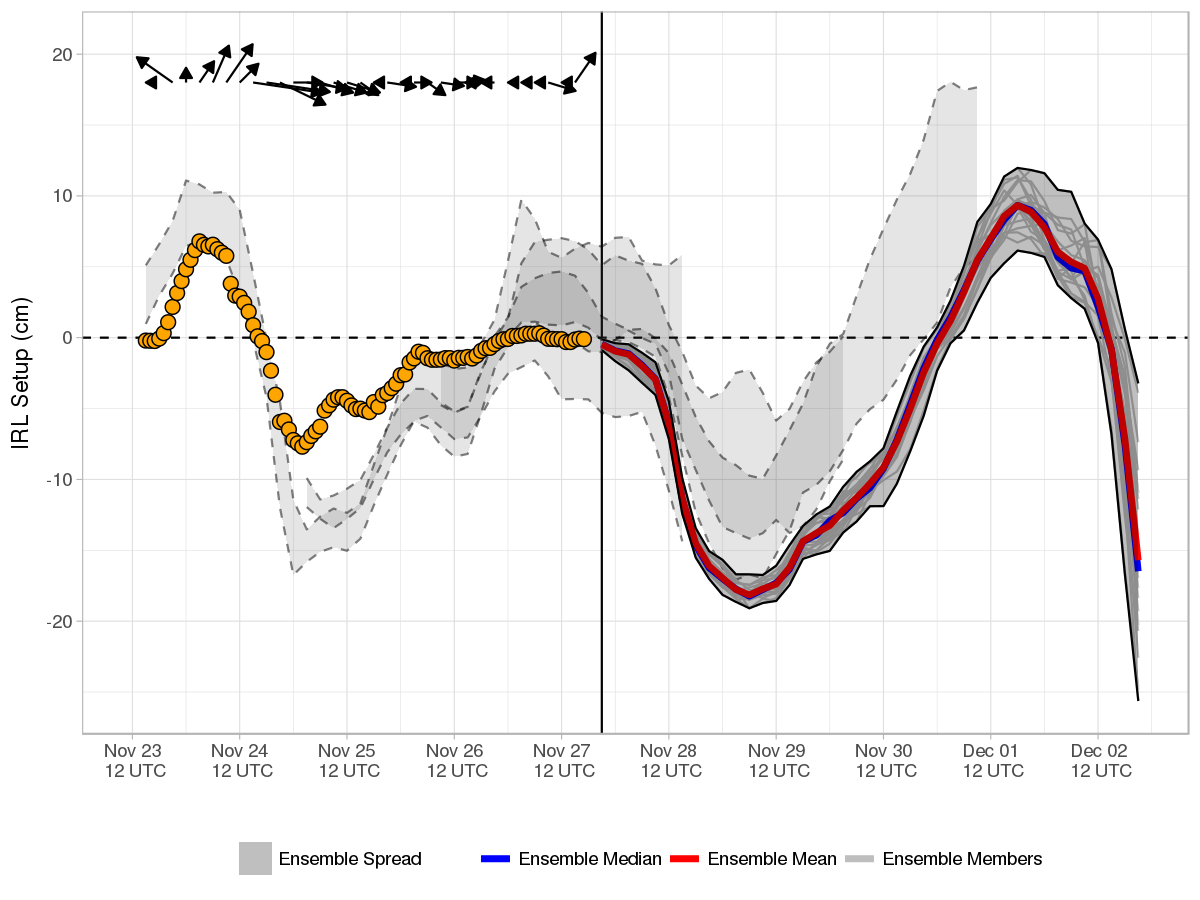 IRL Setup (cm)
20
10
0
-10
-20
Nov 23 Nov 24 Nov 25 Nov 26 Nov 27 Nov 28 Nov 29 Nov 30 Dec 01 Dec 02
12 UTC 12 UTC 12 UTC 12 UTC 12 UTC 12 UTC 12 UTC 12 UTC 12 UTC 12 UTC
Ensemble Spread Ensemble Median Ensemble Mean Ensemble Members